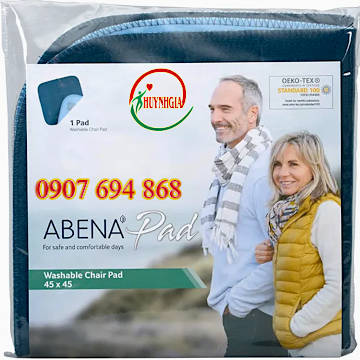 HUYNHGIA
OEKO-TEX®
STANDARD 100
1 Pad
Washable Chair Pad
0907 694 868
ABENA Pad
For safe and comfortable days
Washable Chair Pad
45 x 45